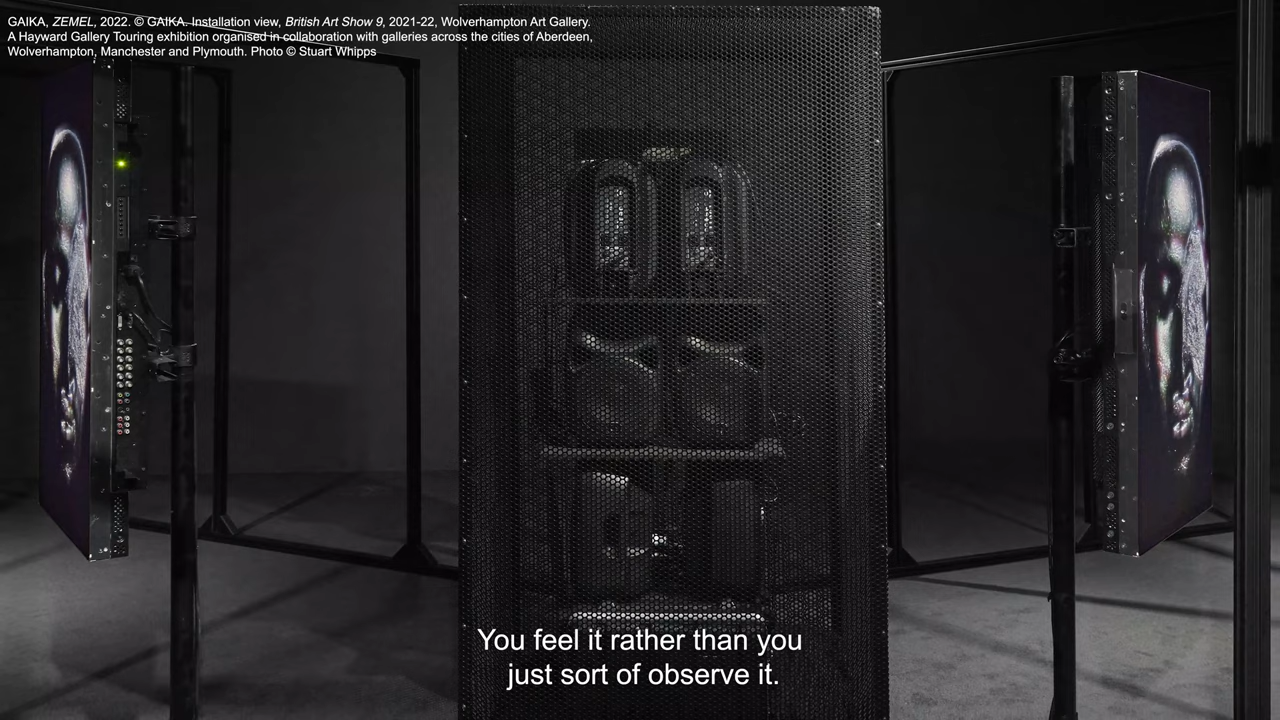 GAIKA, ZEMEL, 2022. © GAIKA. Installation view, British Art Show 9, 2021-22, Wolverhampton Art Gallery.
A Hayward Gallery Touring exhibition organised in collaboration with galleries across the cities of Aberdeen,
Wolverhampton, Manchester and Plymouth. Photo © Stuart Whipps
You feel it rather than you
just sort of observe it.